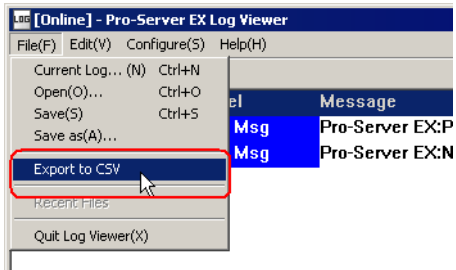 LOG [Online] - Pro-Server EX Log Viewer
File(F) Edit(V) Configure(S) Help(H)
Current Log... (N) Ctrl+N
Open(O)... Ctrl+O
Save(S) Ctrl+S
Save as(A)...
Export to CSV
Recent Files
Quit Log Viewer(X)
el Message
Msg Pro-Server EX:P
Msg Pro-Server EX:N